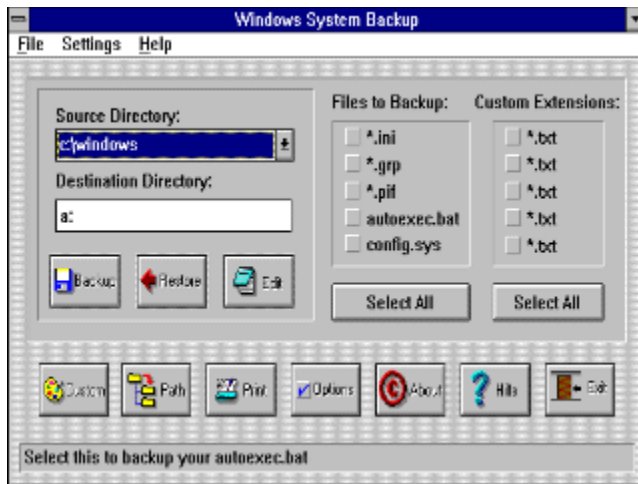 Windows System Backup
File Settings Help
Source Directory:
c:\windows
Destination Directory:
a:
Backup Restore Edit
Files to Backup:
*.ini
*.grp
*.pif
autoexec.bat
config.sys
Select All
Custom Extensions:
*.txt
*.txt
*.txt
*.txt
*.txt
Select All
Custom Path Print Options About Exit
Select this to backup your autoexec.bat